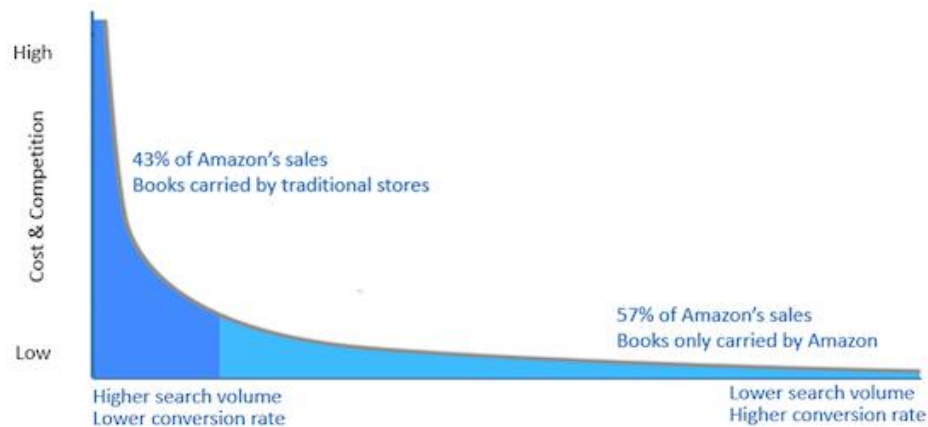 High
Cost & Competition
43% of Amazon's sales
Books carried by traditional stores
57% of Amazon's sales
Books only carried by Amazon
Low
Higher search volume
Lower conversion rate
Lower search volume
Higher conversion rate